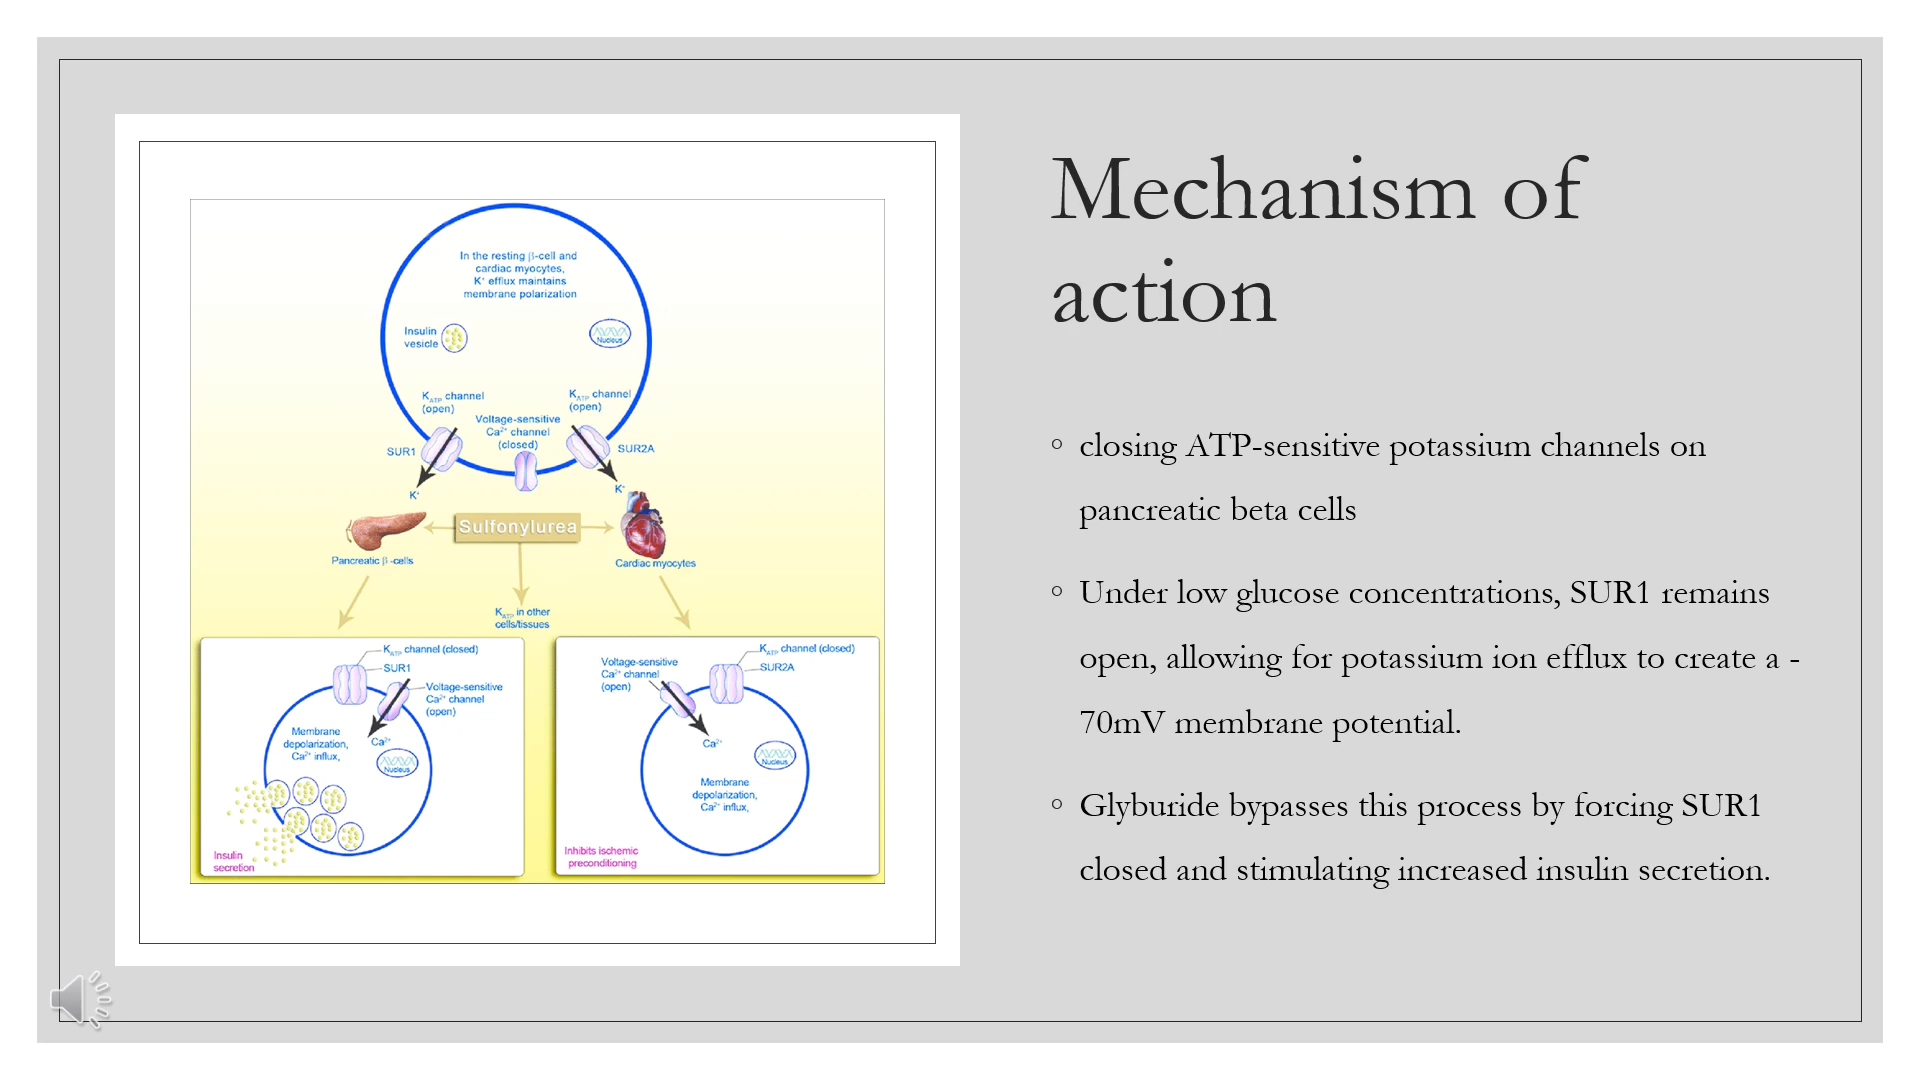 Mechanism of
action
◦ closing ATP-sensitive potassium channels on
pancreatic beta cells
◦ Under low glucose concentrations, SUR1 remains
open, allowing for potassium ion efflux to create a -
70mV membrane potential.
◦ Glyburide bypasses this process by forcing SUR1
closed and stimulating increased insulin secretion.
In the resting β-cell and
cardiac myocytes,
K⁺ efflux maintains
membrane polarization
Insulin
vesicle
Nucleus
K_ATP channel
(open)
K_ATP channel
(open)
Voltage-sensitive
Ca²⁺ channel
(closed)
SUR1
SUR2A
K⁺
K⁺
Sulfonylurea
Pancreatic β -cells
Cardiac myocytes
K_ATP in other
cells/tissues
K_ATP channel (closed)
SUR1
Voltage-sensitive
Ca²⁺ channel
(open)
Membrane
depolarization,
Ca²⁺ influx,
Ca²⁺
Nucleus
Insulin
secretion
K_ATP channel (closed)
SUR2A
Voltage-sensitive
Ca²⁺ channel
(open)
Ca²⁺
Nucleus
Membrane
depolarization,
Ca²⁺ influx,
Inhibits ischemic
preconditioning